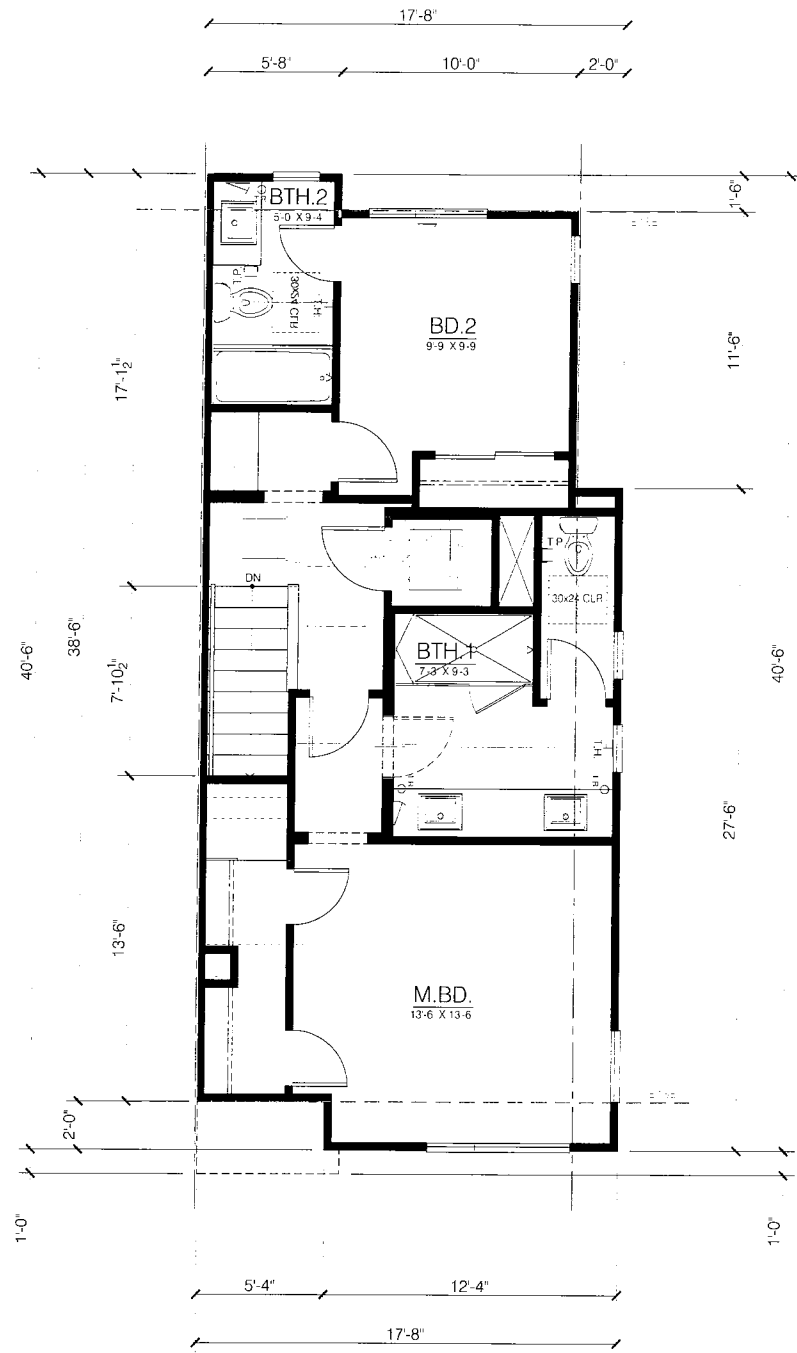 17'-8"
5'-8" 10'-0" 2'-0"
1'-6"
BTH.2
5-0 X 9-4
T.P.
30x24 CLR
T.H.
BD.2
9-9 X 9-9
17'-1½"
11'-6"
DN
T.P.
30x24 CLR
BTH.1
7-3 X 9-3
40'-6"
38'-6"
7'-10½"
40'-6"
T.H.
27'-6"
13'-6"
M.BD.
13-6 X 13-6
2'-0"
1'-0"
1'-0"
5'-4" 12'-4"
17'-8"